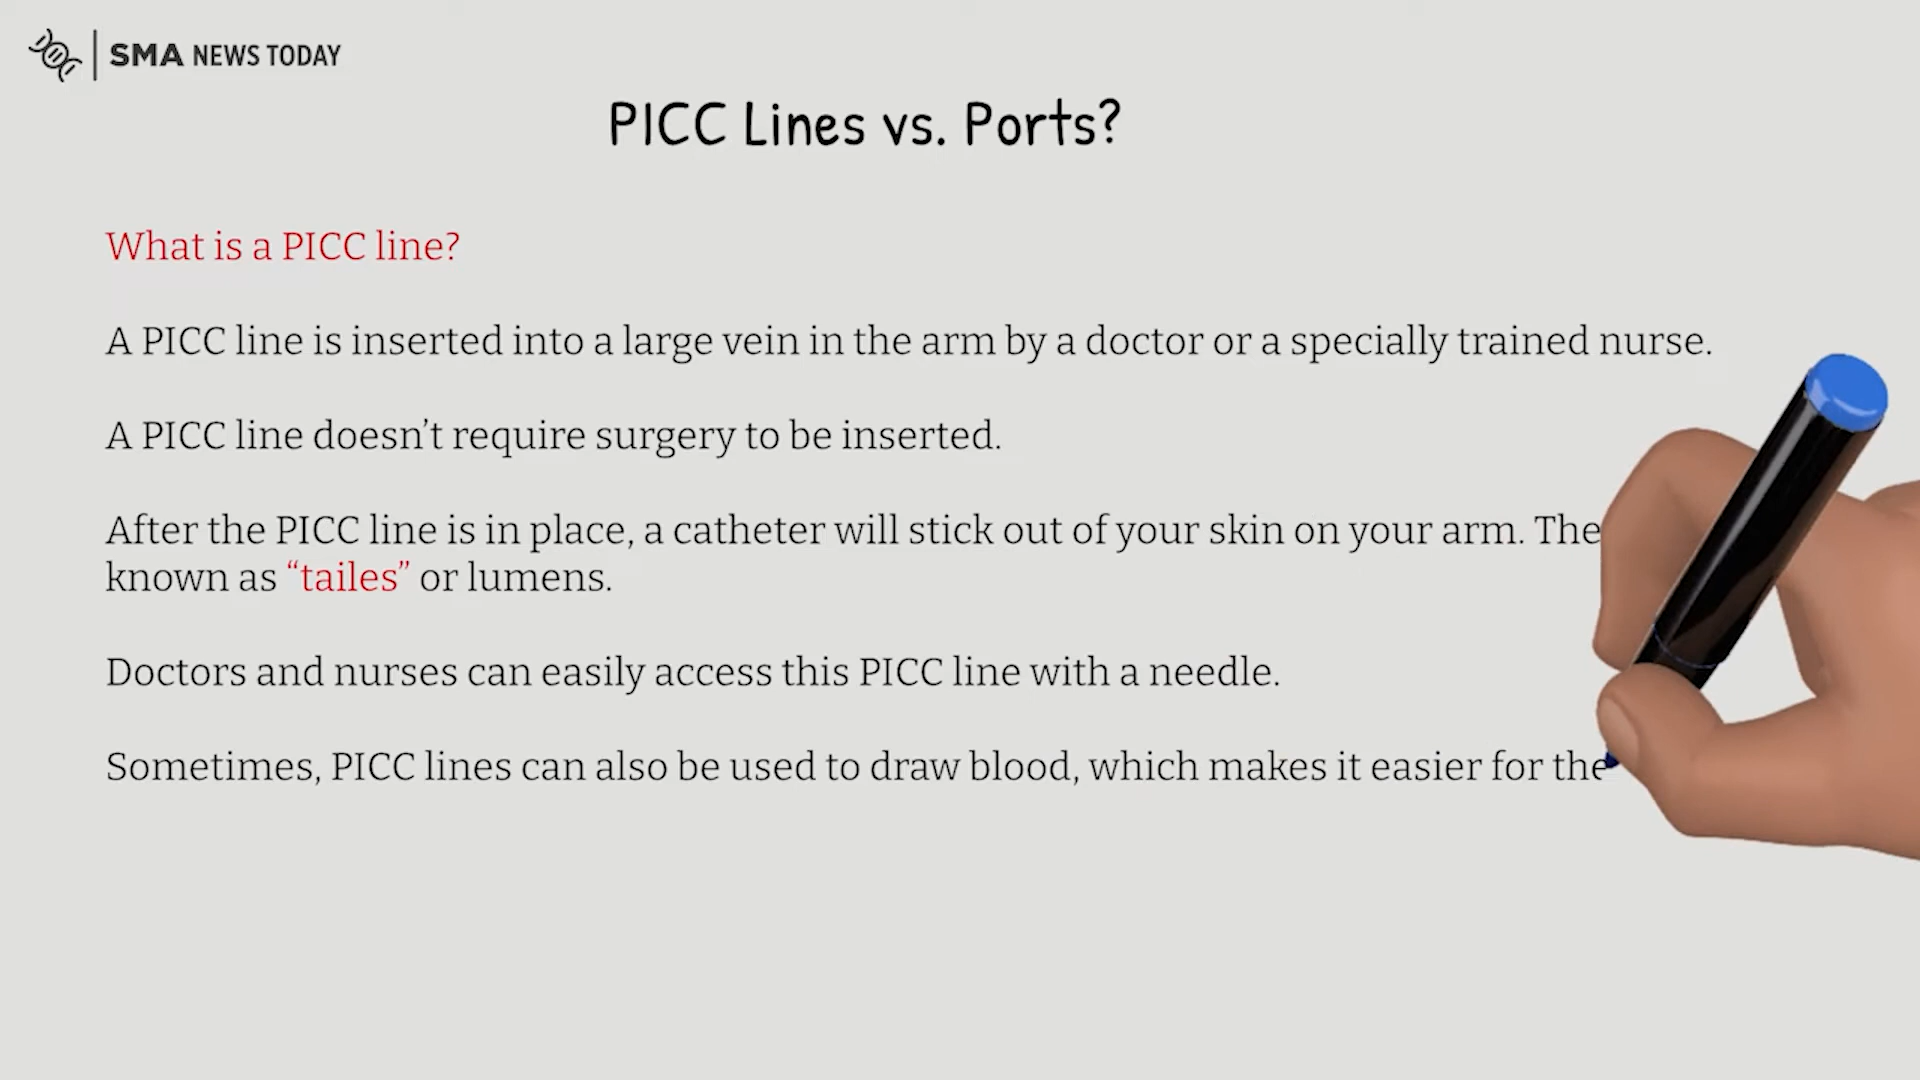 SMA NEWS TODAY
PICC Lines vs. Ports?
What is a PICC line?
A PICC line is inserted into a large vein in the arm by a doctor or a specially trained nurse.
A PICC line doesn’t require surgery to be inserted.
After the PICC line is in place, a catheter will stick out of your skin on your arm. The
known as “tailes” or lumens.
Doctors and nurses can easily access this PICC line with a needle.
Sometimes, PICC lines can also be used to draw blood, which makes it easier for the